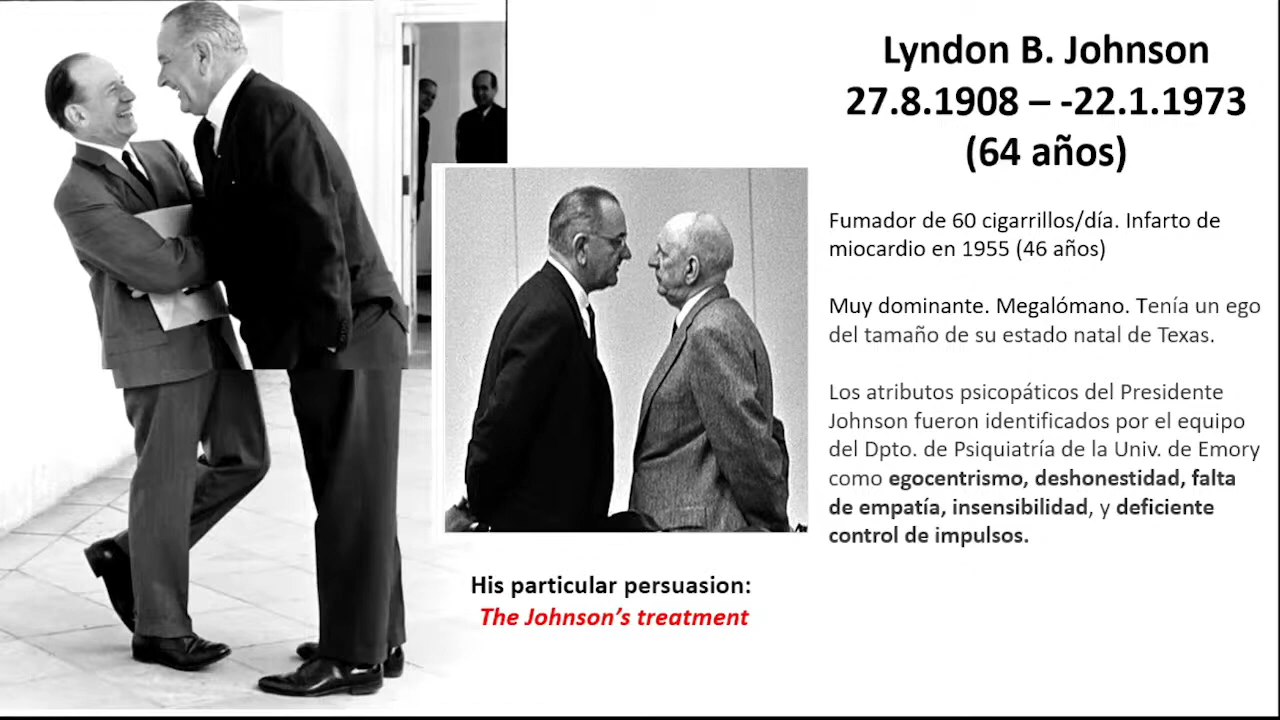 Lyndon B. Johnson
27.8.1908 – -22.1.1973
(64 años)
Fumador de 60 cigarrillos/día. Infarto de
miocardio en 1955 (46 años)
Muy dominante. Megalómano. Tenía un ego
del tamaño de su estado natal de Texas.
Los atributos psicopáticos del Presidente
Johnson fueron identificados por el equipo
del Dpto. de Psiquiatría de la Univ. de Emory
como egocentrismo, deshonestidad, falta
de empatía, insensibilidad, y deficiente
control de impulsos.
His particular persuasion:
The Johnson's treatment